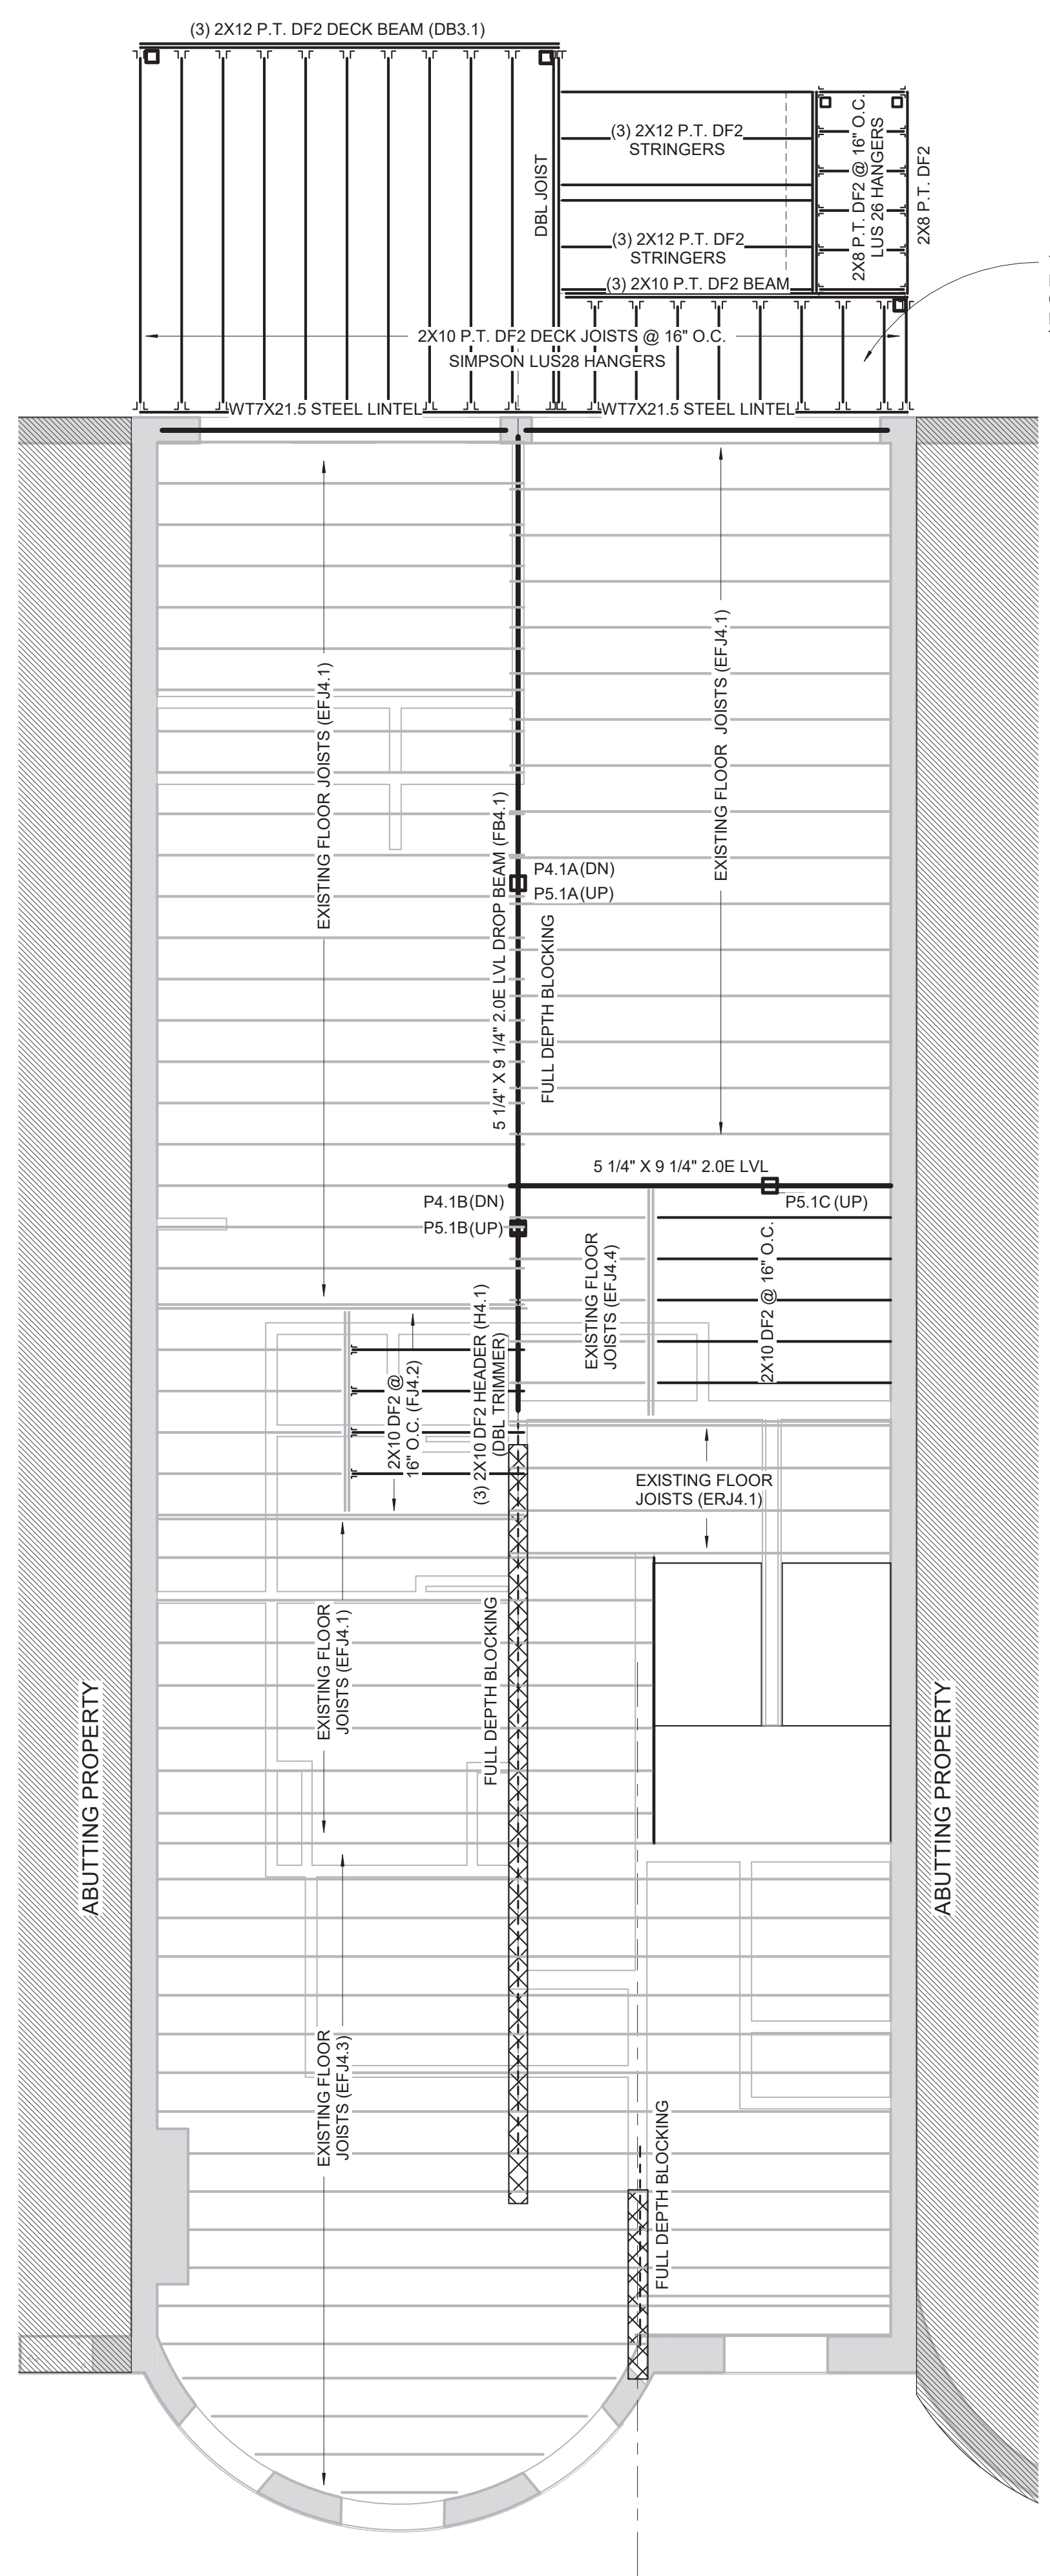 (3) 2X12 P.T. DF2 DECK BEAM (DB3.1)
DBL JOIST
(3) 2X12 P.T. DF2
STRINGERS
(3) 2X12 P.T. DF2
STRINGERS
2X8 P.T. DF2 @ 16" O.C.
LUS 26 HANGERS
2X8 P.T. DF2
(3) 2X10 P.T. DF2 BEAM
2X10 P.T. DF2 DECK JOISTS @ 16" O.C.
SIMPSON LUS28 HANGERS
WT7X21.5 STEEL LINTEL
WT7X21.5 STEEL LINTEL
EXISTING FLOOR JOISTS (EFJ4.1)
EXISTING FLOOR JOISTS (EFJ4.1)
5 1/4" X 9 1/4" 2.0E LVL DROP BEAM (FB4.1)
P4.1A(DN)
P5.1A(UP)
FULL DEPTH BLOCKING
5 1/4" X 9 1/4" 2.0E LVL
P4.1B(DN)
P5.1B(UP)
P5.1C(UP)
EXISTING FLOOR
JOISTS (EFJ4.4)
2X10 DF2 @ 16" O.C.
2X10 DF2 @
16" O.C. (FJ4.2)
(3) 2X10 DF2 HEADER (H4.1)
(DBL TRIMMER)
EXISTING FLOOR
JOISTS (ERJ4.1)
EXISTING FLOOR
JOISTS (EFJ4.1)
FULL DEPTH BLOCKING
ABUTTING PROPERTY
ABUTTING PROPERTY
EXISTING FLOOR
JOISTS (EFJ4.3)
FULL DEPTH BLOCKING